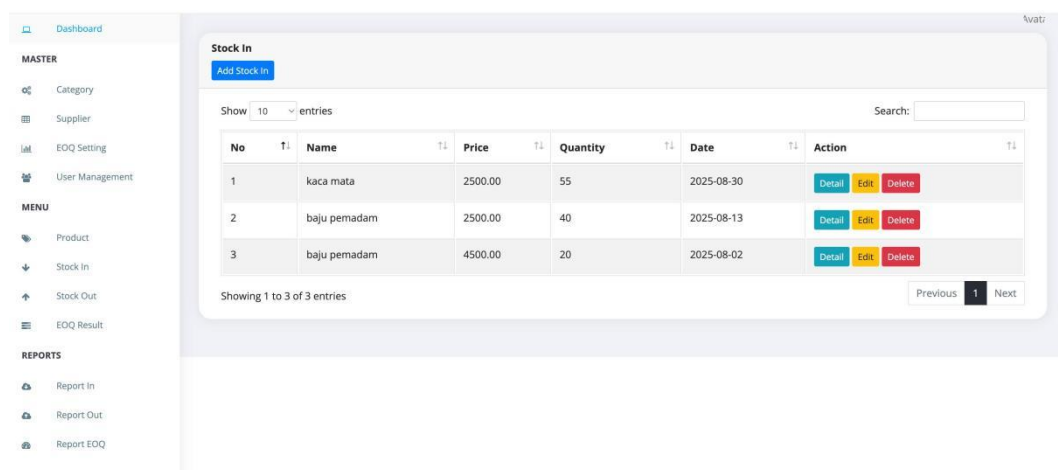 Dashboard
MASTER
Category
Supplier
EOQ Setting
User Management
MENU
Product
Stock In
Stock Out
EOQ Result
REPORTS
Report In
Report Out
Report EOQ
Avata
Stock In
Add Stock In
Show 10 entries
Search:
No Name Price Quantity Date Action
1 kaca mata 2500.00 55 2025-08-30 Detail Edit Delete
2 baju pemadam 2500.00 40 2025-08-13 Detail Edit Delete
3 baju pemadam 4500.00 20 2025-08-02 Detail Edit Delete
Showing 1 to 3 of 3 entries
Previous 1 Next